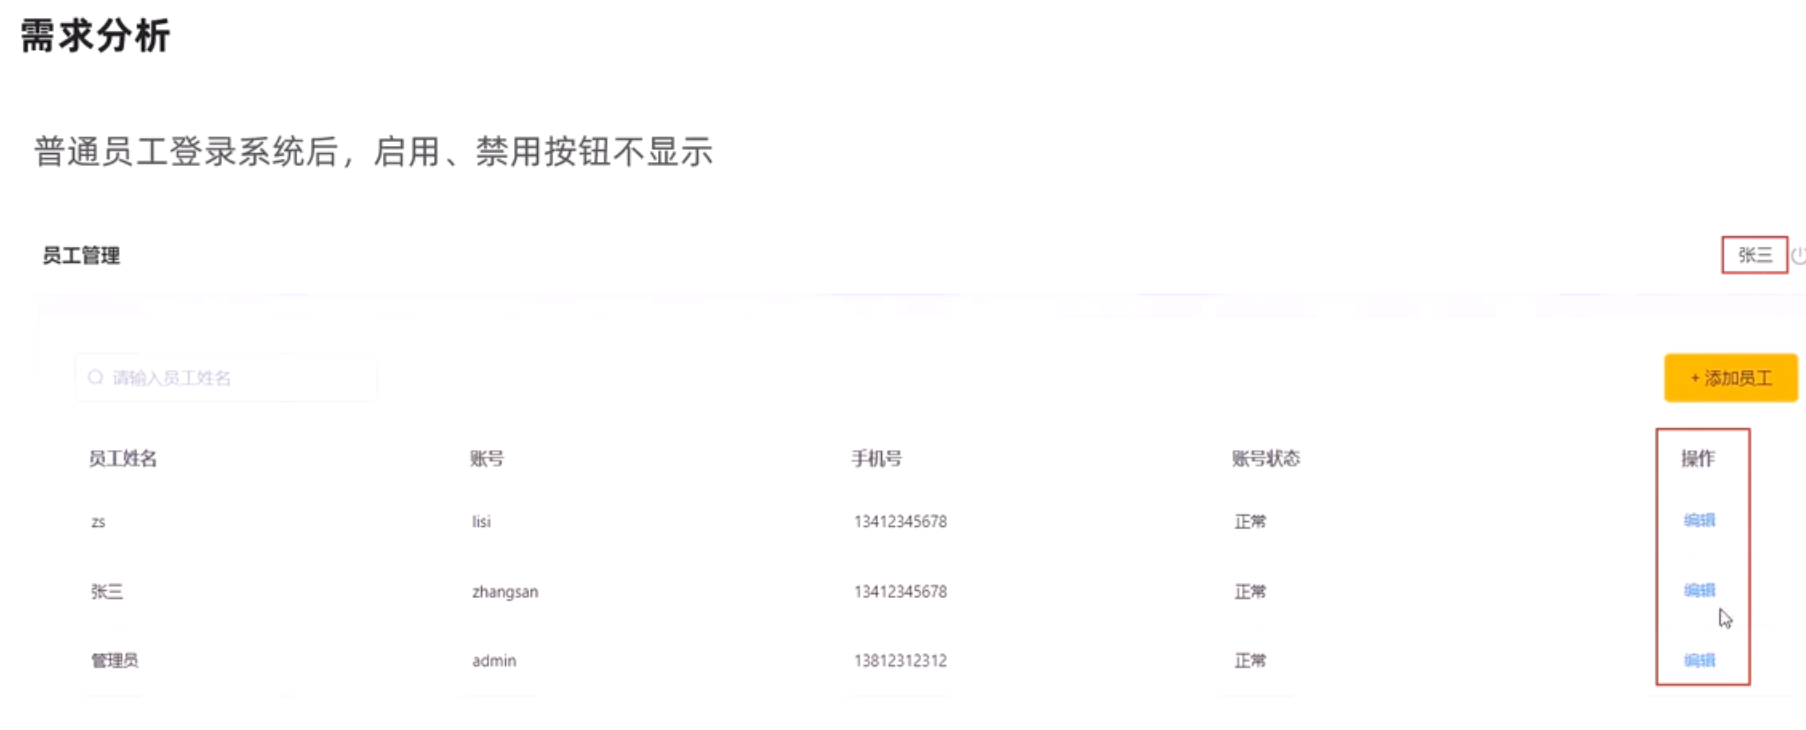 需求分析
普通员工登录系统后，启用、禁用按钮不显示
员工管理 张三
请输入员工姓名 + 添加员工
员工姓名 账号 手机号 账号状态 操作
zs lisi 13412345678 正常 编辑
张三 zhangsan 13412345678 正常 编辑
管理员 admin 13812312312 正常 编辑